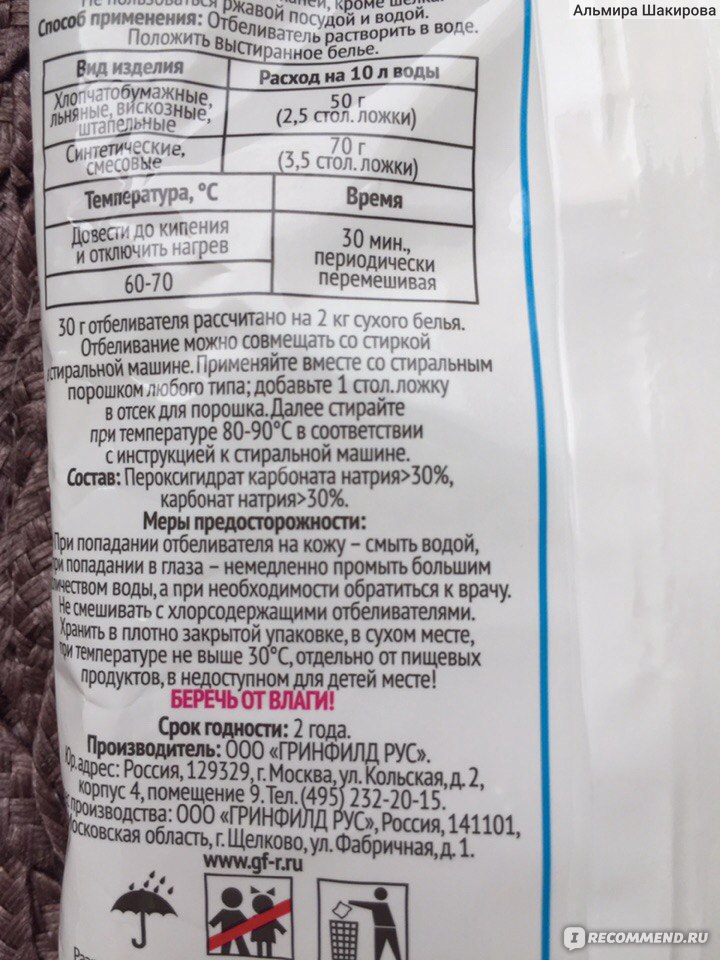 Альмира Шакирова
Не пользоваться ржавой посудой и водой.
Способ применения: Отбеливатель растворить в воде.
Положить выстиранное белье.
Вид изделия
Расход на 10 л воды
Хлопчатобумажные,
льняные, вискозные,
штапельные
50 г
(2,5 стол. ложки)
Синтетические,
смесовые
70 г
(3,5 стол. ложки)
Температура, °С
Время
Довести до кипения
и отключить нагрев
30 мин.,
периодически
перемешивая
60-70
30 г отбеливателя рассчитано на 2 кг сухого белья.
Отбеливание можно совмещать со стиркой
стиральной машине. Применяйте вместе со стиральным
порошком любого типа; добавьте 1 стол. ложку
в отсек для порошка. Далее стирайте
при температуре 80-90°С в соответствии
с инструкцией к стиральной машине.
Состав: Пероксигидрат карбоната натрия>30%,
карбонат натрия>30%.
Меры предосторожности:
При попадании отбеливателя на кожу – смыть водой,
при попадании в глаза – немедленно промыть большим
количеством воды, а при необходимости обратиться к врачу.
Не смешивать с хлорсодержащими отбеливателями.
Хранить в плотно закрытой упаковке, в сухом месте,
при температуре не выше 30°С, отдельно от пищевых
продуктов, в недоступном для детей месте!
БЕРЕЧЬ ОТ ВЛАГИ!
Срок годности: 2 года.
Производитель: ООО «ГРИНФИЛД РУС».
Юр. адрес: Россия, 129329, г. Москва, ул. Кольская, д. 2,
корпус 4, помещение 9. Тел. (495) 232-20-15.
производства: ООО «ГРИНФИЛД РУС», Россия, 141101,
Московская область, г. Щелково, ул. Фабричная, д. 1.
www.gf-r.ru
IRECOMMEND.RU